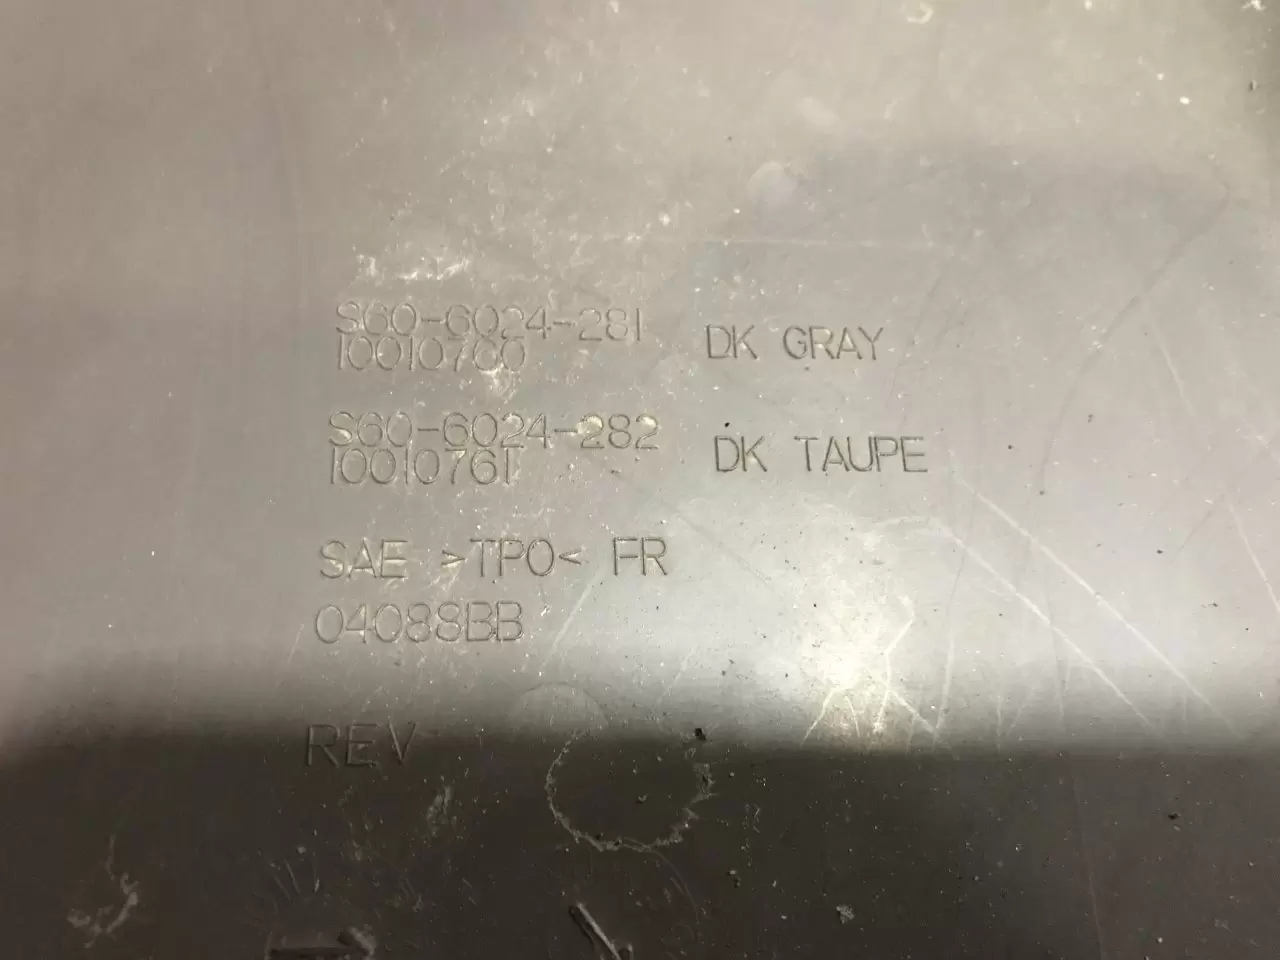 S60-6024-281
10010760 DK GRAY
S60-6024-282
10010761 DK TAUPE
SAE >TPO< FR
04088BB
REV